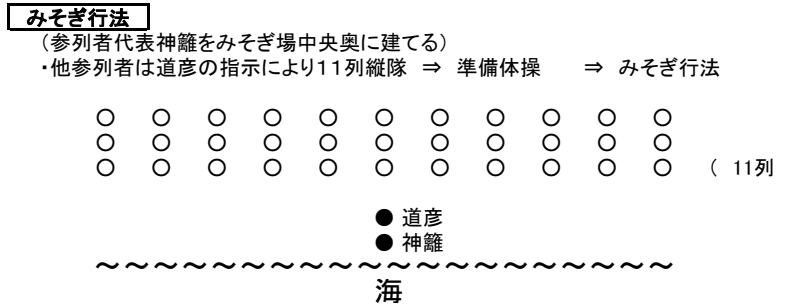 みそぎ行法
（参列者代表神籬をみそぎ場中央奥に建てる）
・他参列者は道彦の指示により１１列縦隊 ⇒ 準備体操 ⇒ みそぎ行法
○ ○ ○ ○ ○ ○ ○ ○ ○ ○ ○
○ ○ ○ ○ ○ ○ ○ ○ ○ ○ ○
○ ○ ○ ○ ○ ○ ○ ○ ○ ○ ○ （ 11列
● 道彦
● 神籬
～～～～～～～～～～～～～～～～～～～～
海